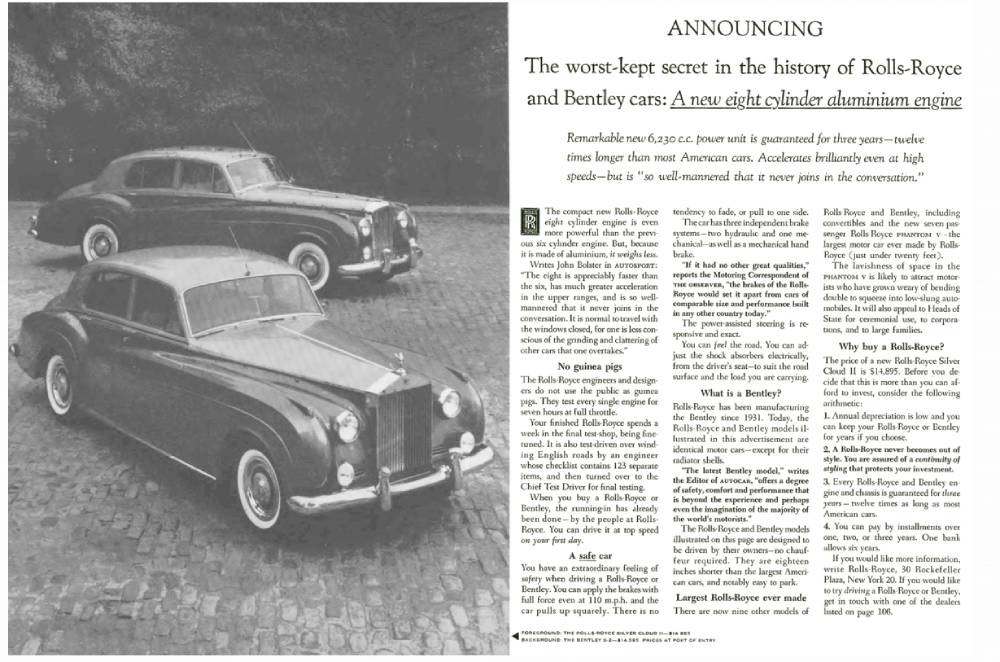 ANNOUNCING
The worst-kept secret in the history of Rolls-Royce
and Bentley cars: A new eight cylinder aluminium engine
Remarkable new 6,230 c.c. power unit is guaranteed for three years—twelve
times longer than most American cars. Accelerates brilliantly even at high
speeds—but is "so well-mannered that it never joins in the conversation."
RR
The compact new Rolls-Royce
eight cylinder engine is even
more powerful than the previ-
ous six cylinder engine. But, because
it is made of aluminium, it weighs less.
Writes John Bolster in AUTOSPORT:
"The eight is appreciably faster than
the six, has much greater acceleration
in the upper ranges, and is so well-
mannered that it never joins in the
conversation. It is normal to travel with
the windows closed, for one is less con-
scious of the grinding and clattering of
other cars that one overtakes."
No guinea pigs
The Rolls-Royce engineers and design-
ers do not use the public as guinea
pigs. They test every single engine for
seven hours at full throttle.
Your finished Rolls-Royce spends a
week in the final test-shop, being fine-
tuned. It is also test-driven over wind-
ing English roads by an engineer
whose checklist contains 123 separate
items, and then turned over to the
Chief Test Driver for final testing.
When you buy a Rolls-Royce or
Bentley, the running-in has already
been done—by the people at Rolls-
Royce. You can drive it at top speed
on your first day.
A safe car
You have an extraordinary feeling of
safety when driving a Rolls-Royce or
Bentley. You can apply the brakes with
full force even at 110 m.p.h. and the
car pulls up squarely. There is no
tendency to fade, or pull to one side.
The car has three independent brake
systems—two hydraulic and one me-
chanical—as well as a mechanical hand
brake.
"If it had no other great qualities,"
reports the Motoring Correspondent of
THE OBSERVER, "the brakes of the Rolls-
Royce would set it apart from cars of
comparable size and performance built
in any other country today."
The power-assisted steering is re-
sponsive and exact.
You can feel the road. You can ad-
just the shock absorbers electrically,
from the driver's seat—to suit the road
surface and the load you are carrying.
What is a Bentley?
Rolls-Royce has been manufacturing
the Bentley since 1931. Today, the
Rolls-Royce and Bentley models il-
lustrated in this advertisement are
identical motor cars—except for their
radiator shells.
"The latest Bentley model," writes
the Editor of AUTOCAR, "offers a degree
of safety, comfort and performance that
is beyond the experience and perhaps
even the imagination of the majority of
the world's motorists."
The Rolls-Royce and Bentley models
illustrated on this page are designed to
be driven by their owners—no chauf-
feur required. They are eighteen
inches shorter than the largest Ameri-
can cars, and notably easy to park.
Largest Rolls-Royce ever made
There are now nine other models of
Rolls-Royce and Bentley, including
convertibles and the new seven pas-
senger Rolls-Royce PHANTOM V—the
largest motor car ever made by Rolls-
Royce (just under twenty feet).
The lavishness of space in the
PHANTOM V is likely to attract motor-
ists who have grown weary of bending
double to squeeze into low-slung auto-
mobiles. It will also appeal to Heads of
State for ceremonial use, to corpora-
tions, and to large families.
Why buy a Rolls-Royce?
The price of a new Rolls-Royce Silver
Cloud II is $14,895. Before you de-
cide that this is more than you can af-
ford to invest, consider the following
arithmetic:
1. Annual depreciation is low and you
can keep your Rolls-Royce or Bentley
for years if you choose.
2. A Rolls-Royce never becomes out of
style. You are assured of a continuity of
styling that protects your investment.
3. Every Rolls-Royce and Bentley en-
gine and chassis is guaranteed for three
years—twelve times as long as most
American cars.
4. You can pay by installments over
one, two, or three years. One bank
allows six years.
If you would like more information,
write Rolls-Royce, 30 Rockefeller
Plaza, New York 20. If you would like
to try driving a Rolls-Royce or Bentley,
get in touch with one of the dealers
listed on page 106.
FOREGROUND: THE ROLLS-ROYCE SILVER CLOUD II—$14,895
BACKGROUND: THE BENTLEY S-2—$14,585 PRICES AT PORT OF ENTRY